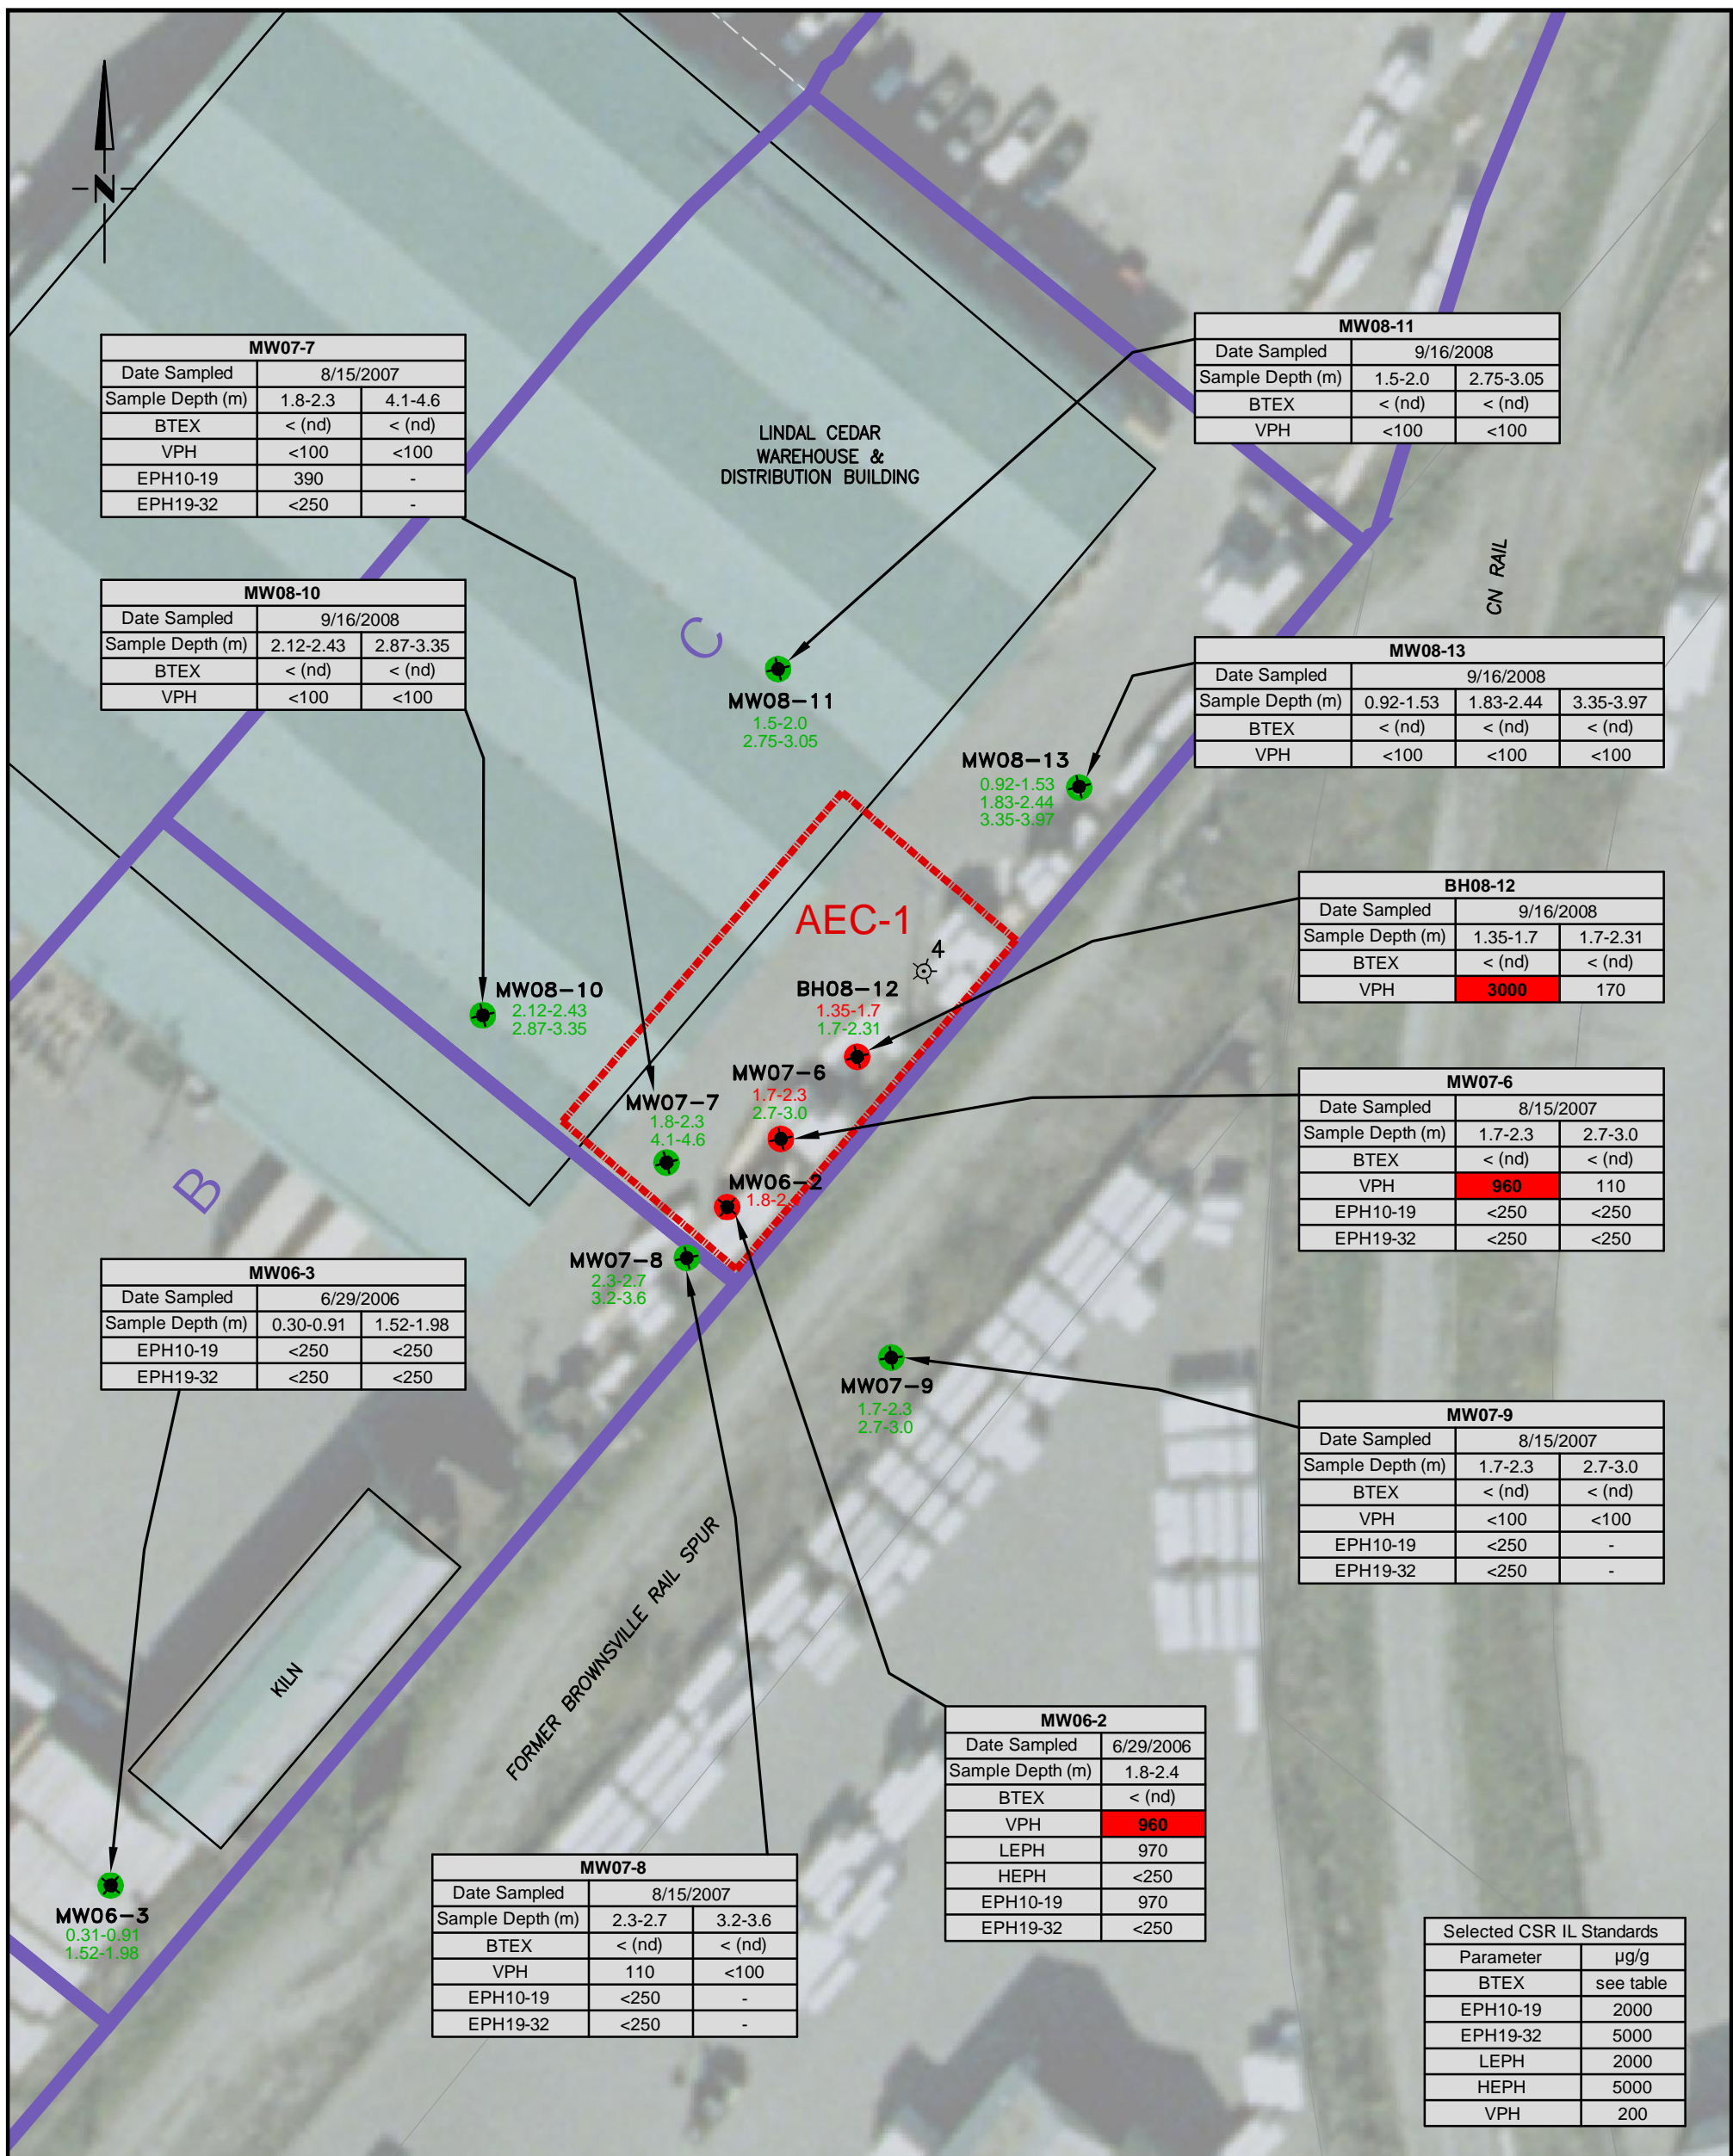 N
MW07-7
Date Sampled 8/15/2007
Sample Depth (m) 1.8-2.3 4.1-4.6
BTEX < (nd) < (nd)
VPH <100 <100
EPH10-19 390 -
EPH19-32 <250 -
MW08-11
Date Sampled 9/16/2008
Sample Depth (m) 1.5-2.0 2.75-3.05
BTEX < (nd) < (nd)
VPH <100 <100
LINDAL CEDAR
WAREHOUSE &
DISTRIBUTION BUILDING
CN RAIL
MW08-10
Date Sampled 9/16/2008
Sample Depth (m) 2.12-2.43 2.87-3.35
BTEX < (nd) < (nd)
VPH <100 <100
C
MW08-11
1.5-2.0
2.75-3.05
MW08-13
Date Sampled 9/16/2008
Sample Depth (m) 0.92-1.53 1.83-2.44 3.35-3.97
BTEX < (nd) < (nd) < (nd)
VPH <100 <100 <100
MW08-13
0.92-1.53
1.83-2.44
3.35-3.97
AEC-1
4
BH08-12
Date Sampled 9/16/2008
Sample Depth (m) 1.35-1.7 1.7-2.31
BTEX < (nd) < (nd)
VPH 3000 170
MW08-10
2.12-2.43
2.87-3.35
BH08-12
1.35-1.7
1.7-2.31
MW07-6
1.7-2.3
2.7-3.0
MW07-7
1.8-2.3
4.1-4.6
MW07-6
Date Sampled 8/15/2007
Sample Depth (m) 1.7-2.3 2.7-3.0
BTEX < (nd) < (nd)
VPH 960 110
EPH10-19 <250 <250
EPH19-32 <250 <250
B
MW06-2
1.8-2
MW07-8
2.3-2.7
3.2-3.6
MW06-3
Date Sampled 6/29/2006
Sample Depth (m) 0.30-0.91 1.52-1.98
EPH10-19 <250 <250
EPH19-32 <250 <250
MW07-9
1.7-2.3
2.7-3.0
MW07-9
Date Sampled 8/15/2007
Sample Depth (m) 1.7-2.3 2.7-3.0
BTEX < (nd) < (nd)
VPH <100 <100
EPH10-19 <250 -
EPH19-32 <250 -
FORMER BROWNSVILLE RAIL SPUR
KILN
MW06-2
Date Sampled 6/29/2006
Sample Depth (m) 1.8-2.4
BTEX < (nd)
VPH 960
LEPH 970
HEPH <250
EPH10-19 970
EPH19-32 <250
MW07-8
Date Sampled 8/15/2007
Sample Depth (m) 2.3-2.7 3.2-3.6
BTEX < (nd) < (nd)
VPH 110 <100
EPH10-19 <250 -
EPH19-32 <250 -
MW06-3
0.31-0.91
1.52-1.98
Selected CSR IL Standards
Parameter µg/g
BTEX see table
EPH10-19 2000
EPH19-32 5000
LEPH 2000
HEPH 5000
VPH 200